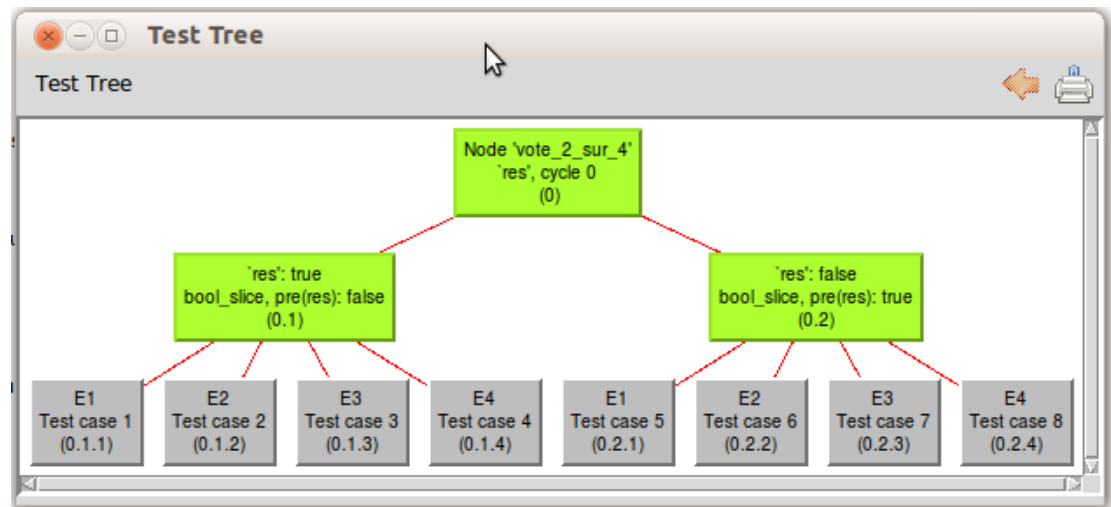 Test Tree
Test Tree
Node 'vote_2_sur_4'
`res', cycle 0
(0)
`res': true
bool_slice, pre(res): false
(0.1)
`res': false
bool_slice, pre(res): true
(0.2)
E1
Test case 1
(0.1.1)
E2
Test case 2
(0.1.2)
E3
Test case 3
(0.1.3)
E4
Test case 4
(0.1.4)
E1
Test case 5
(0.2.1)
E2
Test case 6
(0.2.2)
E3
Test case 7
(0.2.3)
E4
Test case 8
(0.2.4)